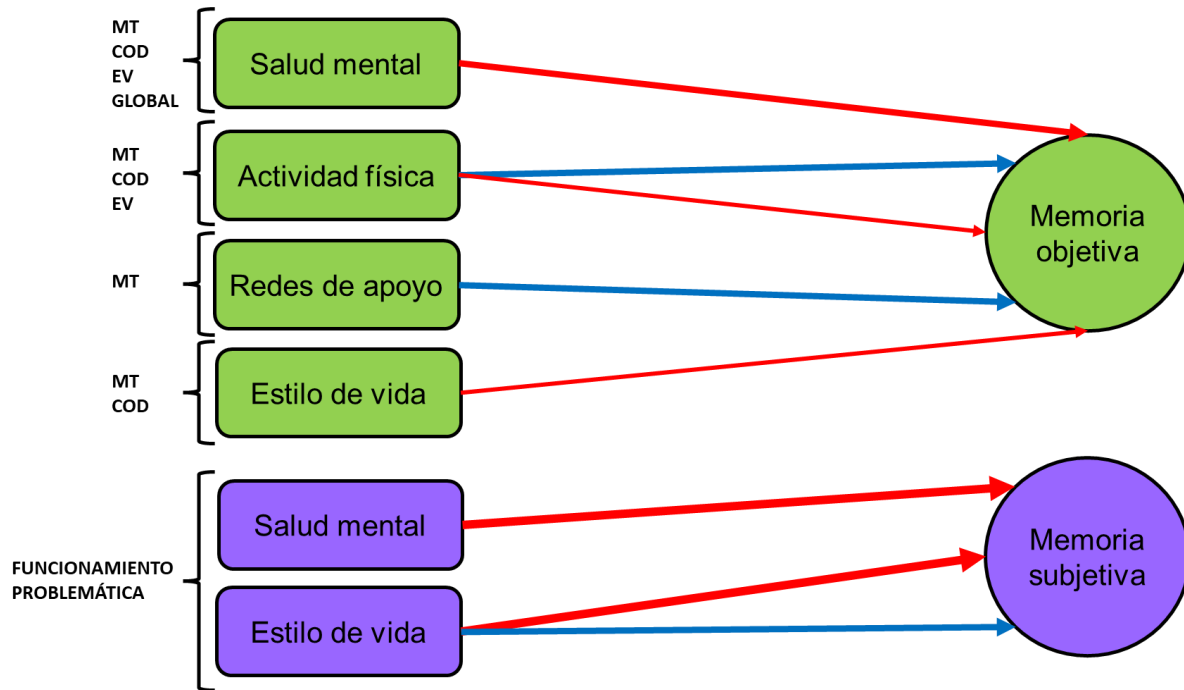 MT
COD
EV
GLOBAL
Salud mental
MT
COD
EV
Actividad física
MT
Redes de apoyo
MT
COD
Estilo de vida
Memoria
objetiva
FUNCIONAMIENTO
PROBLEMÁTICA
Salud mental
Estilo de vida
Memoria
subjetiva